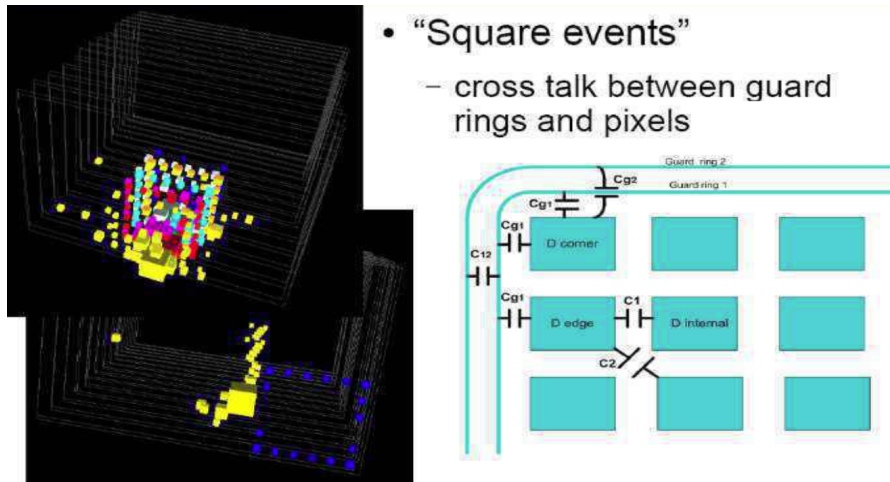 • “Square events”
– cross talk between guard
rings and pixels
Guard ring 2
Cg2
Guard ring 1
Cg1
Cg1
D corner
C12
Cg1
C1
D edge
D internal
C2